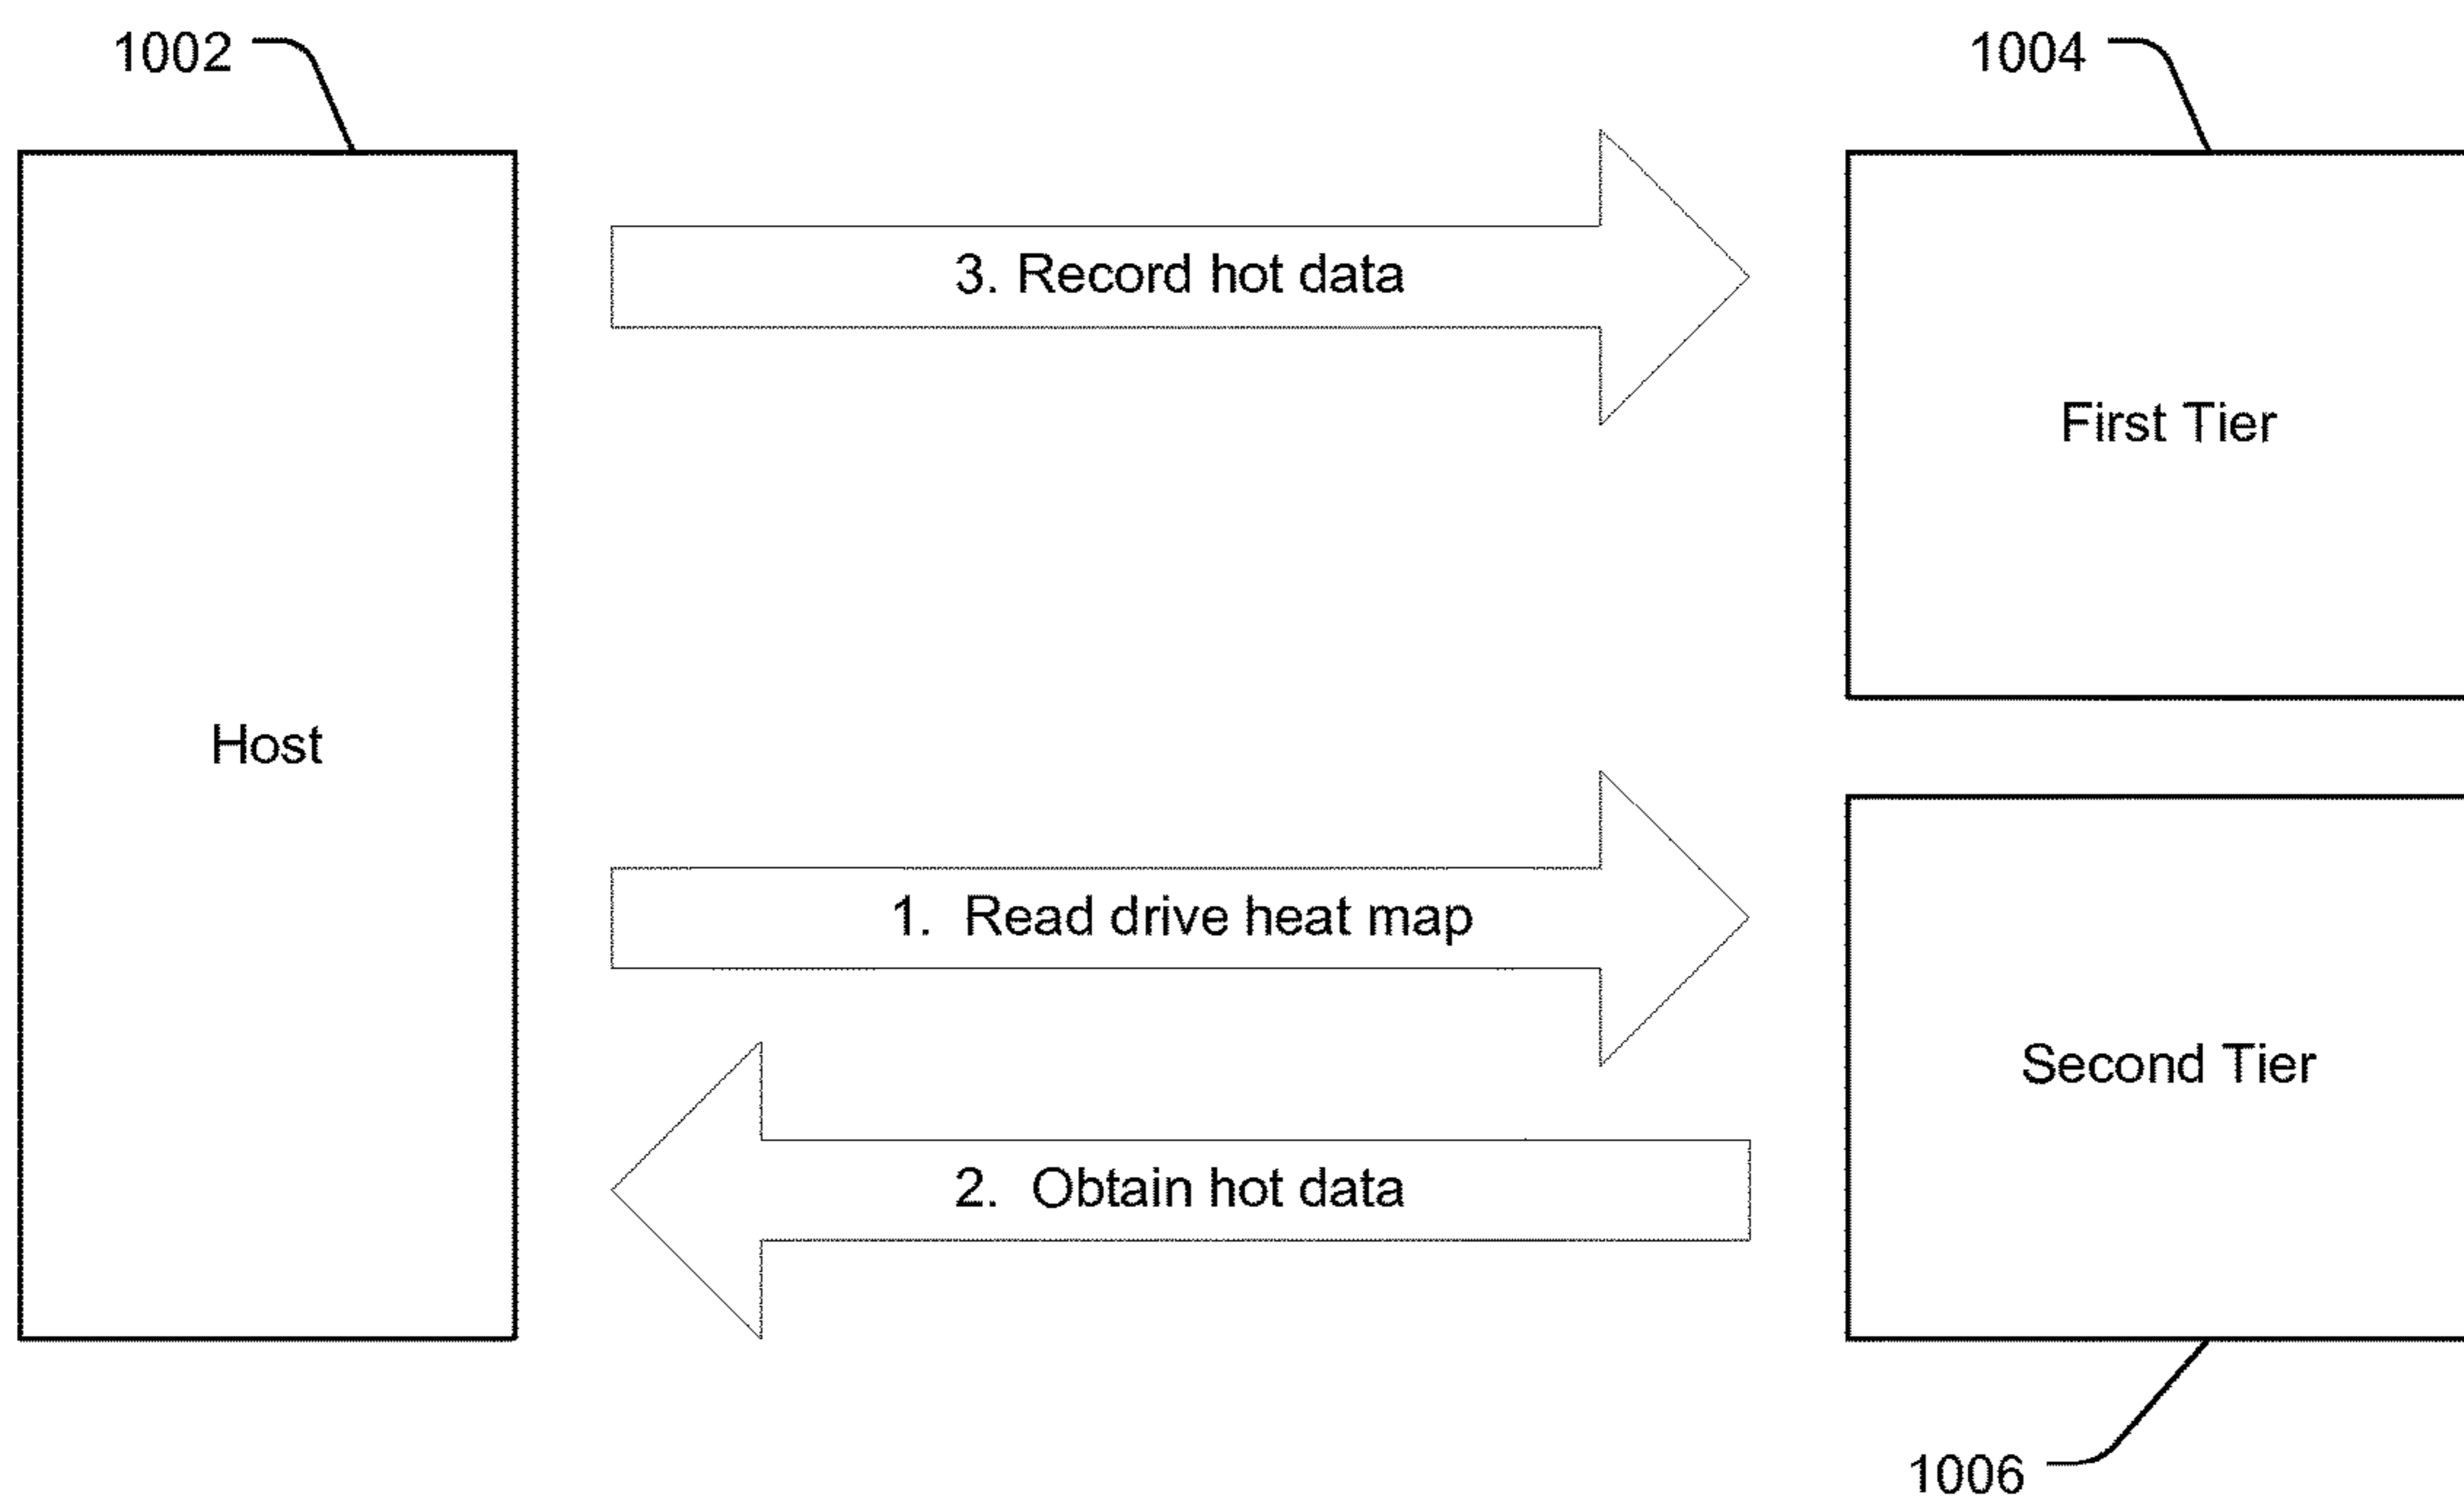 1002
1004
3. Record hot data
First Tier
Host
1. Read drive heat map
Second Tier
2. Obtain hot data
1006